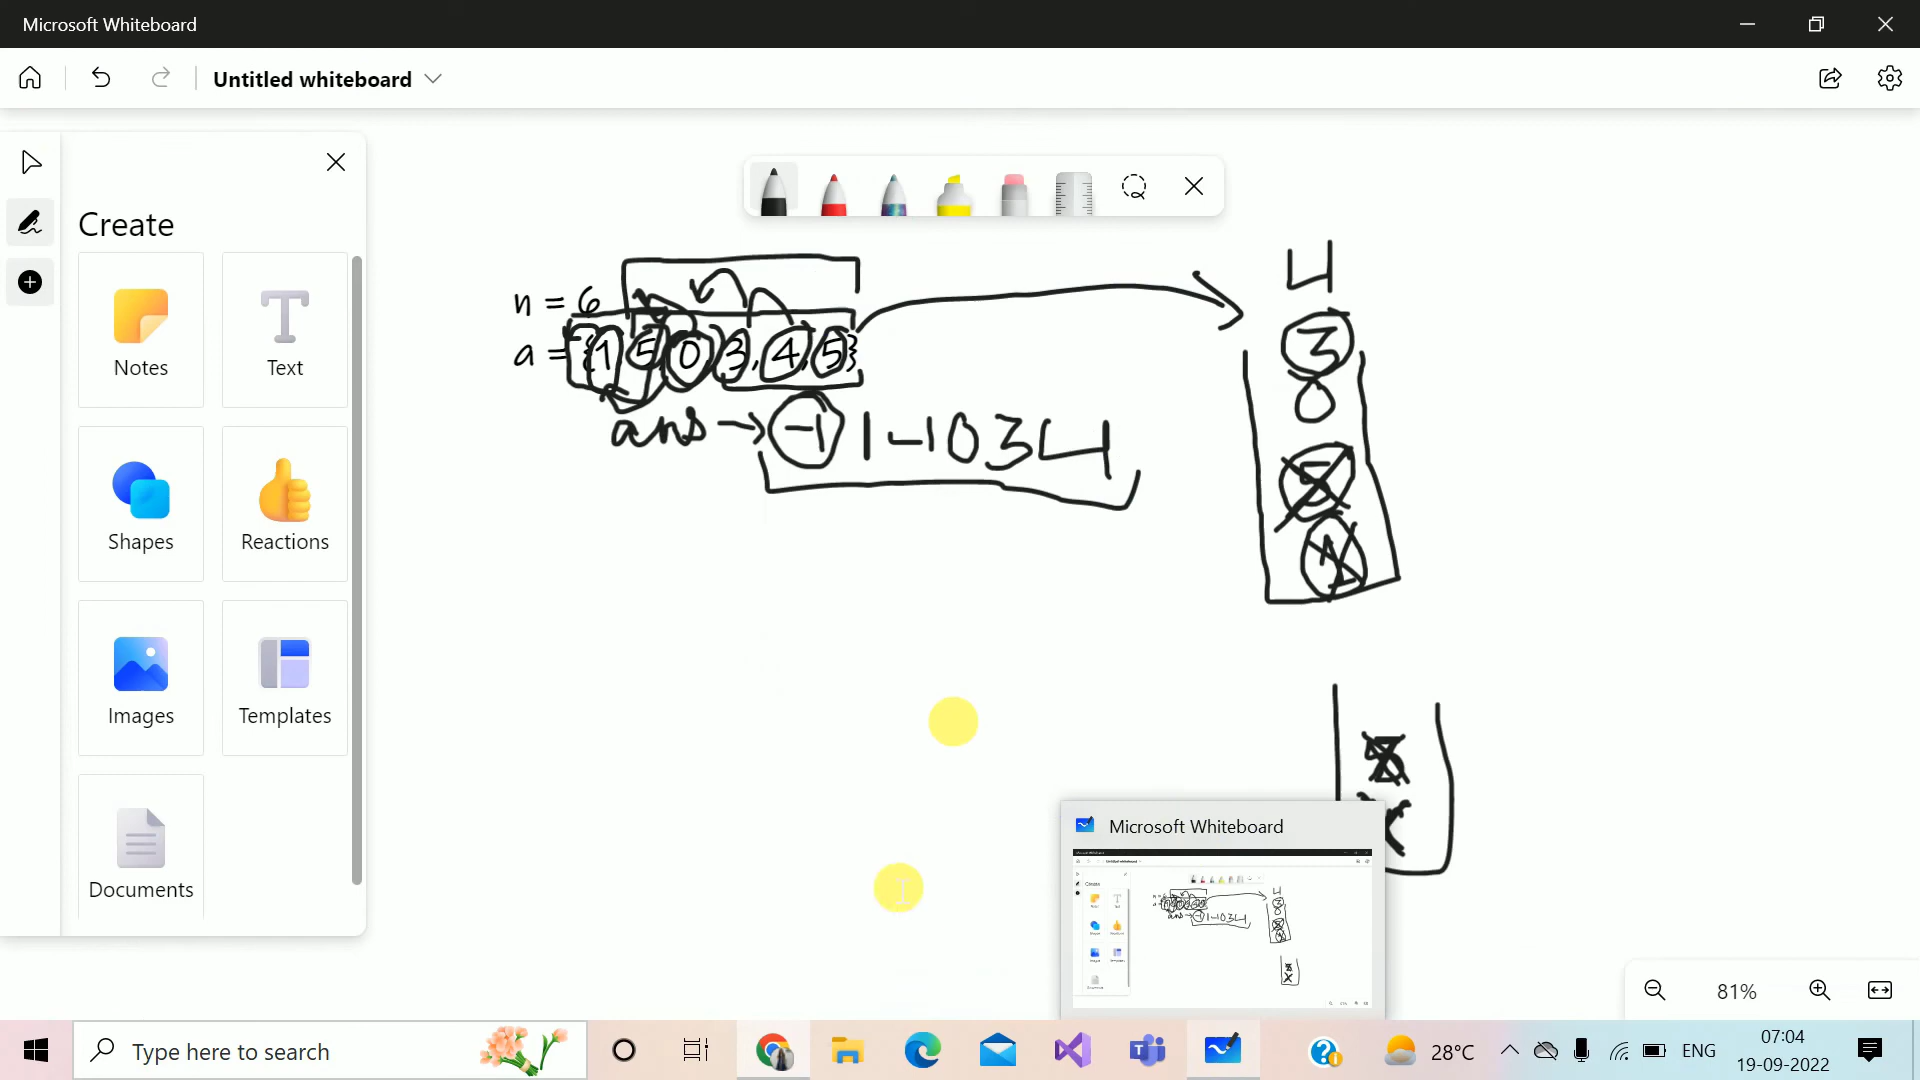 Microsoft Whiteboard
Untitled whiteboard
Create
Notes
Text
Shapes
Reactions
Images
Templates
Documents
n = 6
a = {1, 5, 0, 3, 4, 5}
ans → -1 1 -1 0 3 4
4
3
0
5
1
Microsoft Whiteboard
81%
Type here to search
28°C
ENG
07:04
19-09-2022